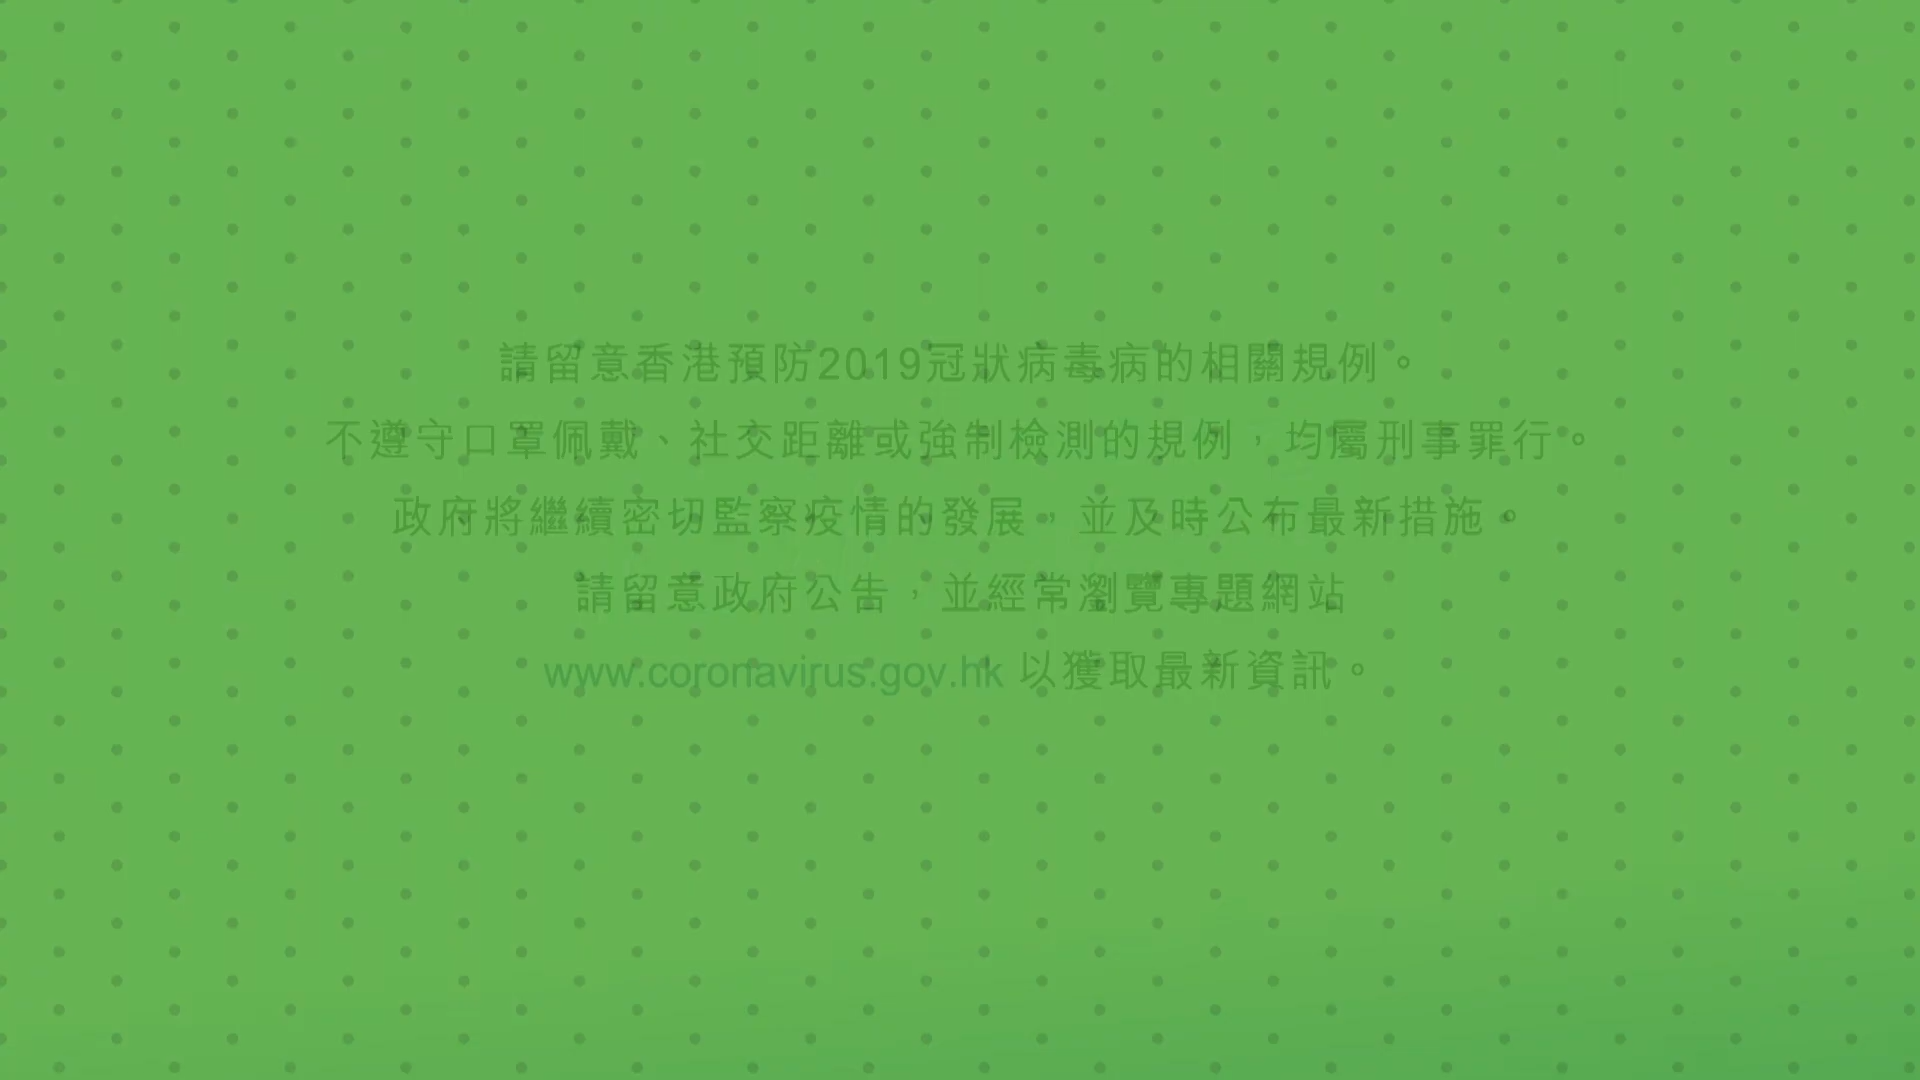 請留意香港預防2019冠狀病毒病的相關規例。
不遵守口罩佩戴、社交距離或強制檢測的規例，均屬刑事罪行。
政府將繼續密切監察疫情的發展，並及時公布最新措施。
請留意政府公告，並經常瀏覽專題網站
www.coronavirus.gov.hk 以獲取最新資訊。